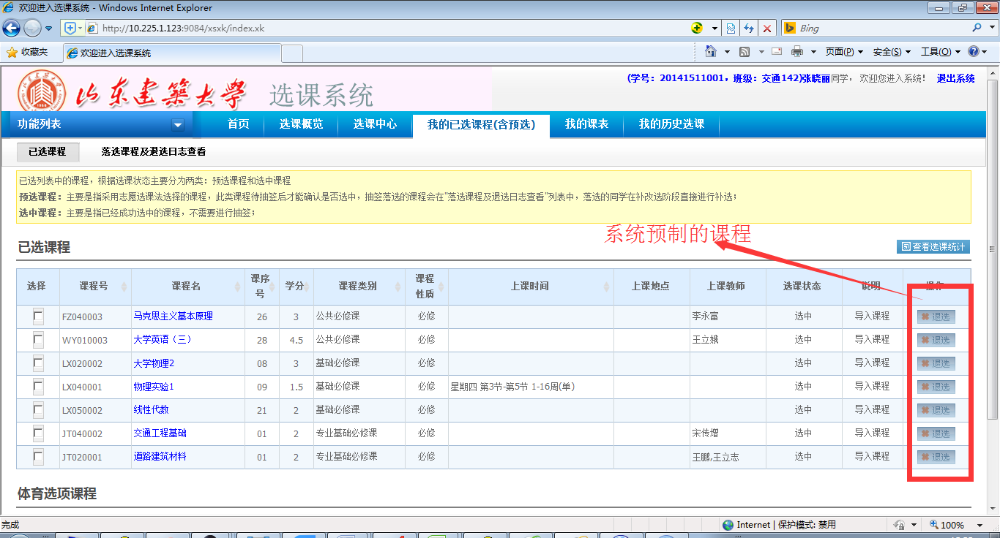 欢迎进入选课系统 - Windows Internet Explorer
http://10.225.1.123:9084/xsxk/index.xk
Bing
收藏夹
欢迎进入选课系统
页面(P)
安全(S)
工具(O)
山东建筑大学
选课系统
(学号：20141511001，班级：交通142)张晓丽同学， 欢迎您进入系统! 退出系统
功能列表
首页
选课概览
选课中心
我的已选课程(含预选)
我的课表
我的历史选课
已选课程
落选课程及退选日志查看
已选列表中的课程，根据选课状态主要分为两类：预选课程和选中课程
预选课程：主要是指采用志愿选课法选择的课程，此类课程待抽签后才能确认是否选中，抽签落选的课程会在"落选课程及退选日志查看"列表中，落选的同学在补改选阶段直接进行补选；
选中课程：主要是指已经成功选中的课程，不需要进行抽签；
系统预制的课程
已选课程
查看选课统计
选择 课程号 课程名 课序号 学分 课程类别 课程性质 上课时间 上课地点 上课教师 选课状态 说明 操作
FZ040003 马克思主义基本原理 26 3 公共必修课 必修 李永富 选中 导入课程 退选
WY010003 大学英语（三） 28 4.5 公共必修课 必修 王立娥 选中 导入课程 退选
LX020002 大学物理2 08 3 基础必修课 必修 选中 导入课程 退选
LX040001 物理实验1 09 1.5 基础必修课 必修 星期四 第3节-第5节 1-16周(单) 选中 导入课程 退选
LX050002 线性代数 21 2 基础必修课 必修 选中 导入课程 退选
JT040002 交通工程基础 01 2 专业基础必修课 必修 宋传增 选中 导入课程 退选
JT020001 道路建筑材料 01 2 专业基础必修课 必修 王鹏,王立志 选中 导入课程 退选
体育选项课程
完成
Internet | 保护模式: 禁用
100%